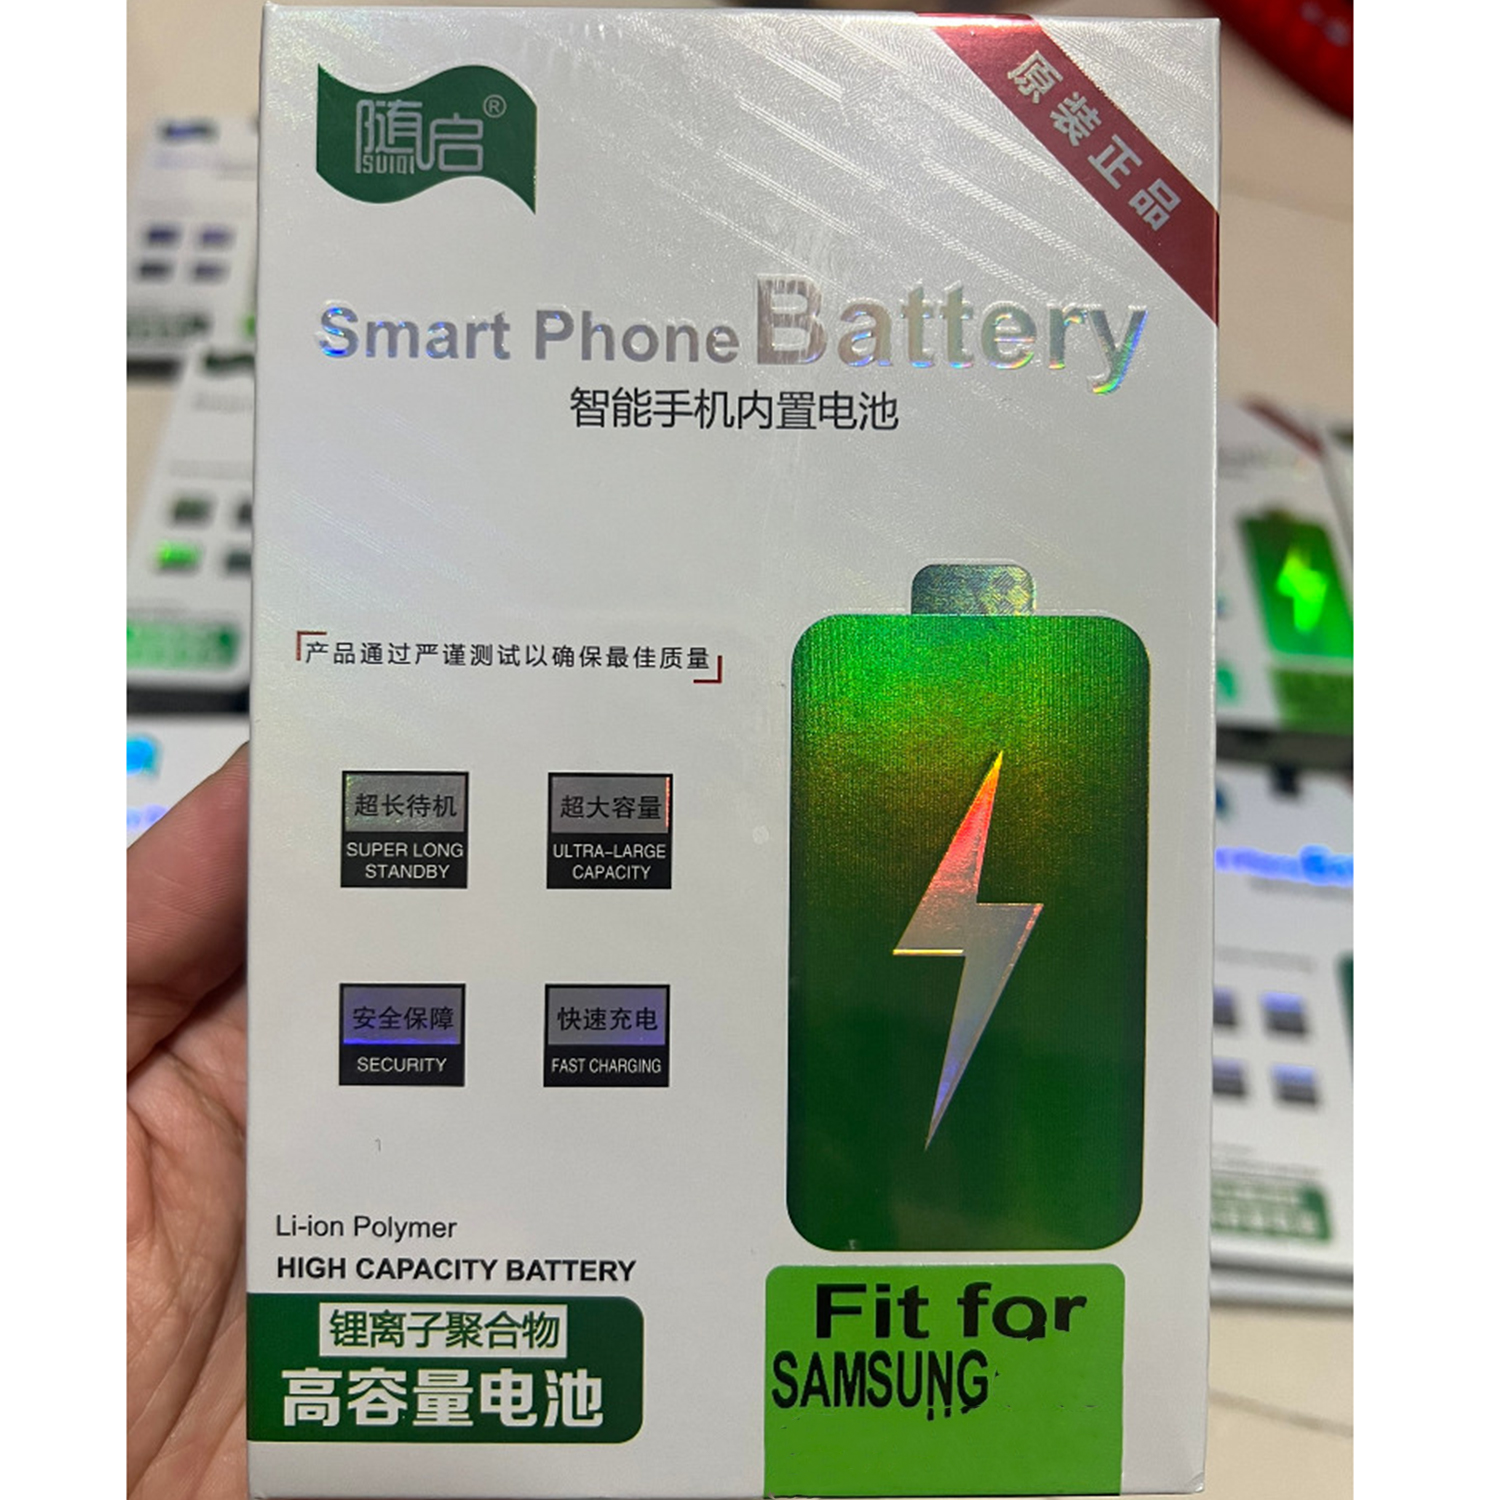 随启®
SUIQI
原装正品
Smart Phone Battery
智能手机内置电池
产品通过严谨测试以确保最佳质量
超长待机
SUPER LONG
STANDBY
超大容量
ULTRA-LARGE
CAPACITY
安全保障
SECURITY
快速充电
FAST CHARGING
Li-ion Polymer
HIGH CAPACITY BATTERY
锂离子聚合物
高容量电池
Fit for
SAMSUNG